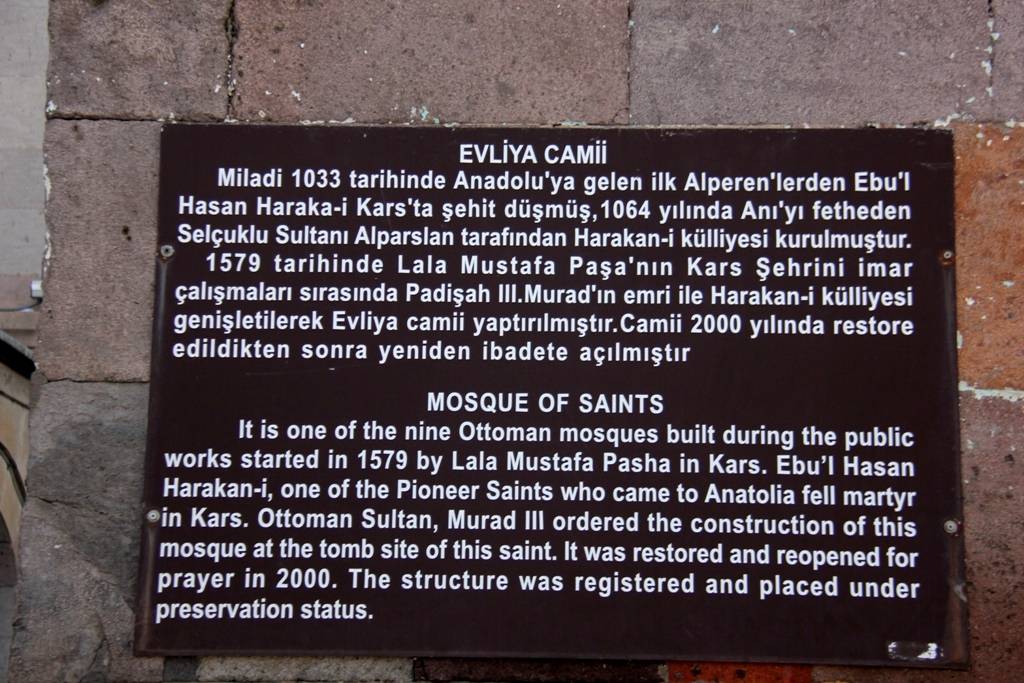 EVLİYA CAMİİ
Miladi 1033 tarihinde Anadolu'ya gelen ilk Alperen'lerden Ebu'l
Hasan Haraka-i Kars'ta şehit düşmüş,1064 yılında Anı'yı fetheden
Selçuklu Sultanı Alparslan tarafından Harakan-i külliyesi kurulmuştur.
1579 tarihinde Lala Mustafa Paşa'nın Kars Şehrini imar
çalışmaları sırasında Padişah III.Murad'ın emri ile Harakan-i külliyesi
genişletilerek Evliya camii yaptırılmıştır.Camii 2000 yılında restore
edildikten sonra yeniden ibadete açılmıştır
MOSQUE OF SAINTS
It is one of the nine Ottoman mosques built during the public
works started in 1579 by Lala Mustafa Pasha in Kars. Ebu’l Hasan
Harakan-i, one of the Pioneer Saints who came to Anatolia fell martyr
in Kars. Ottoman Sultan, Murad III ordered the construction of this
mosque at the tomb site of this saint. It was restored and reopened for
prayer in 2000. The structure was registered and placed under
preservation status.